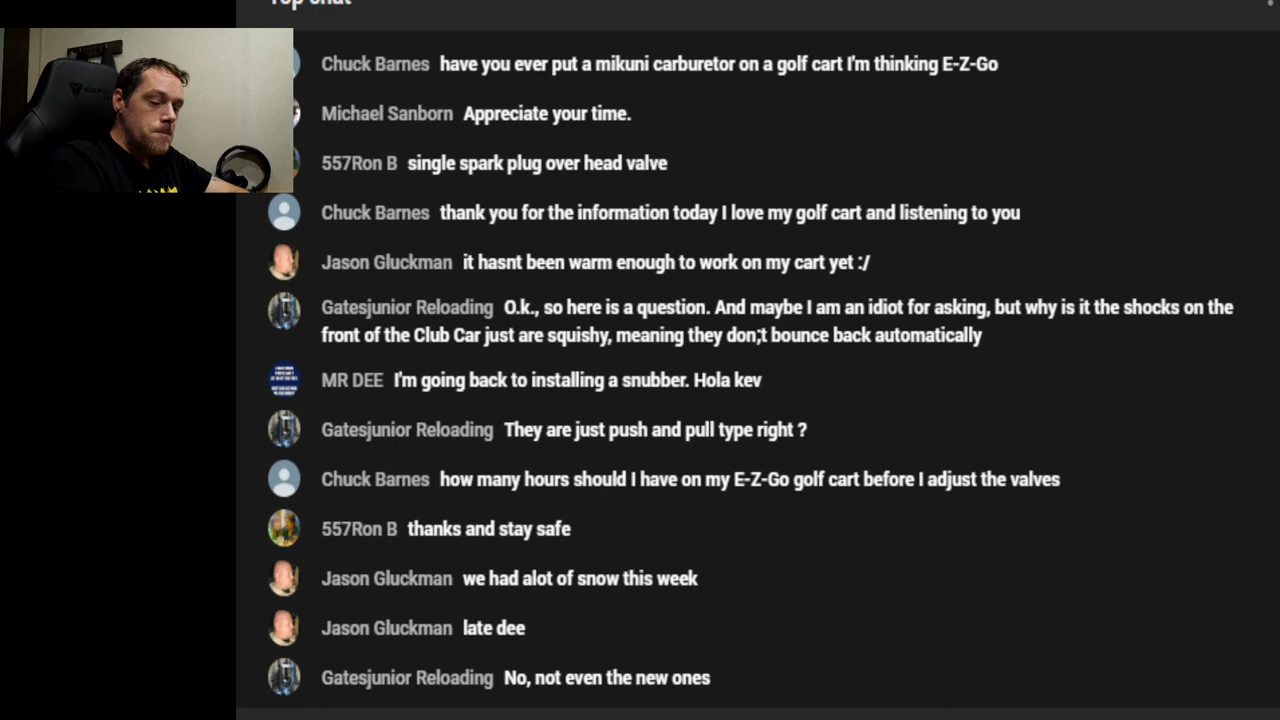 Top chat
Chuck Barnes have you ever put a mikuni carburetor on a golf cart I'm thinking E-Z-Go
Michael Sanborn Appreciate your time.
557Ron B single spark plug over head valve
Chuck Barnes thank you for the information today I love my golf cart and listening to you
Jason Gluckman it hasnt been warm enough to work on my cart yet :/
Gatesjunior Reloading O.k., so here is a question. And maybe I am an idiot for asking, but why is it the shocks on the
front of the Club Car just are squishy, meaning they don;t bounce back automatically
MR DEE I'm going back to installing a snubber. Hola kev
Gatesjunior Reloading They are just push and pull type right ?
Chuck Barnes how many hours should I have on my E-Z-Go golf cart before I adjust the valves
557Ron B thanks and stay safe
Jason Gluckman we had alot of snow this week
Jason Gluckman late dee
Gatesjunior Reloading No, not even the new ones